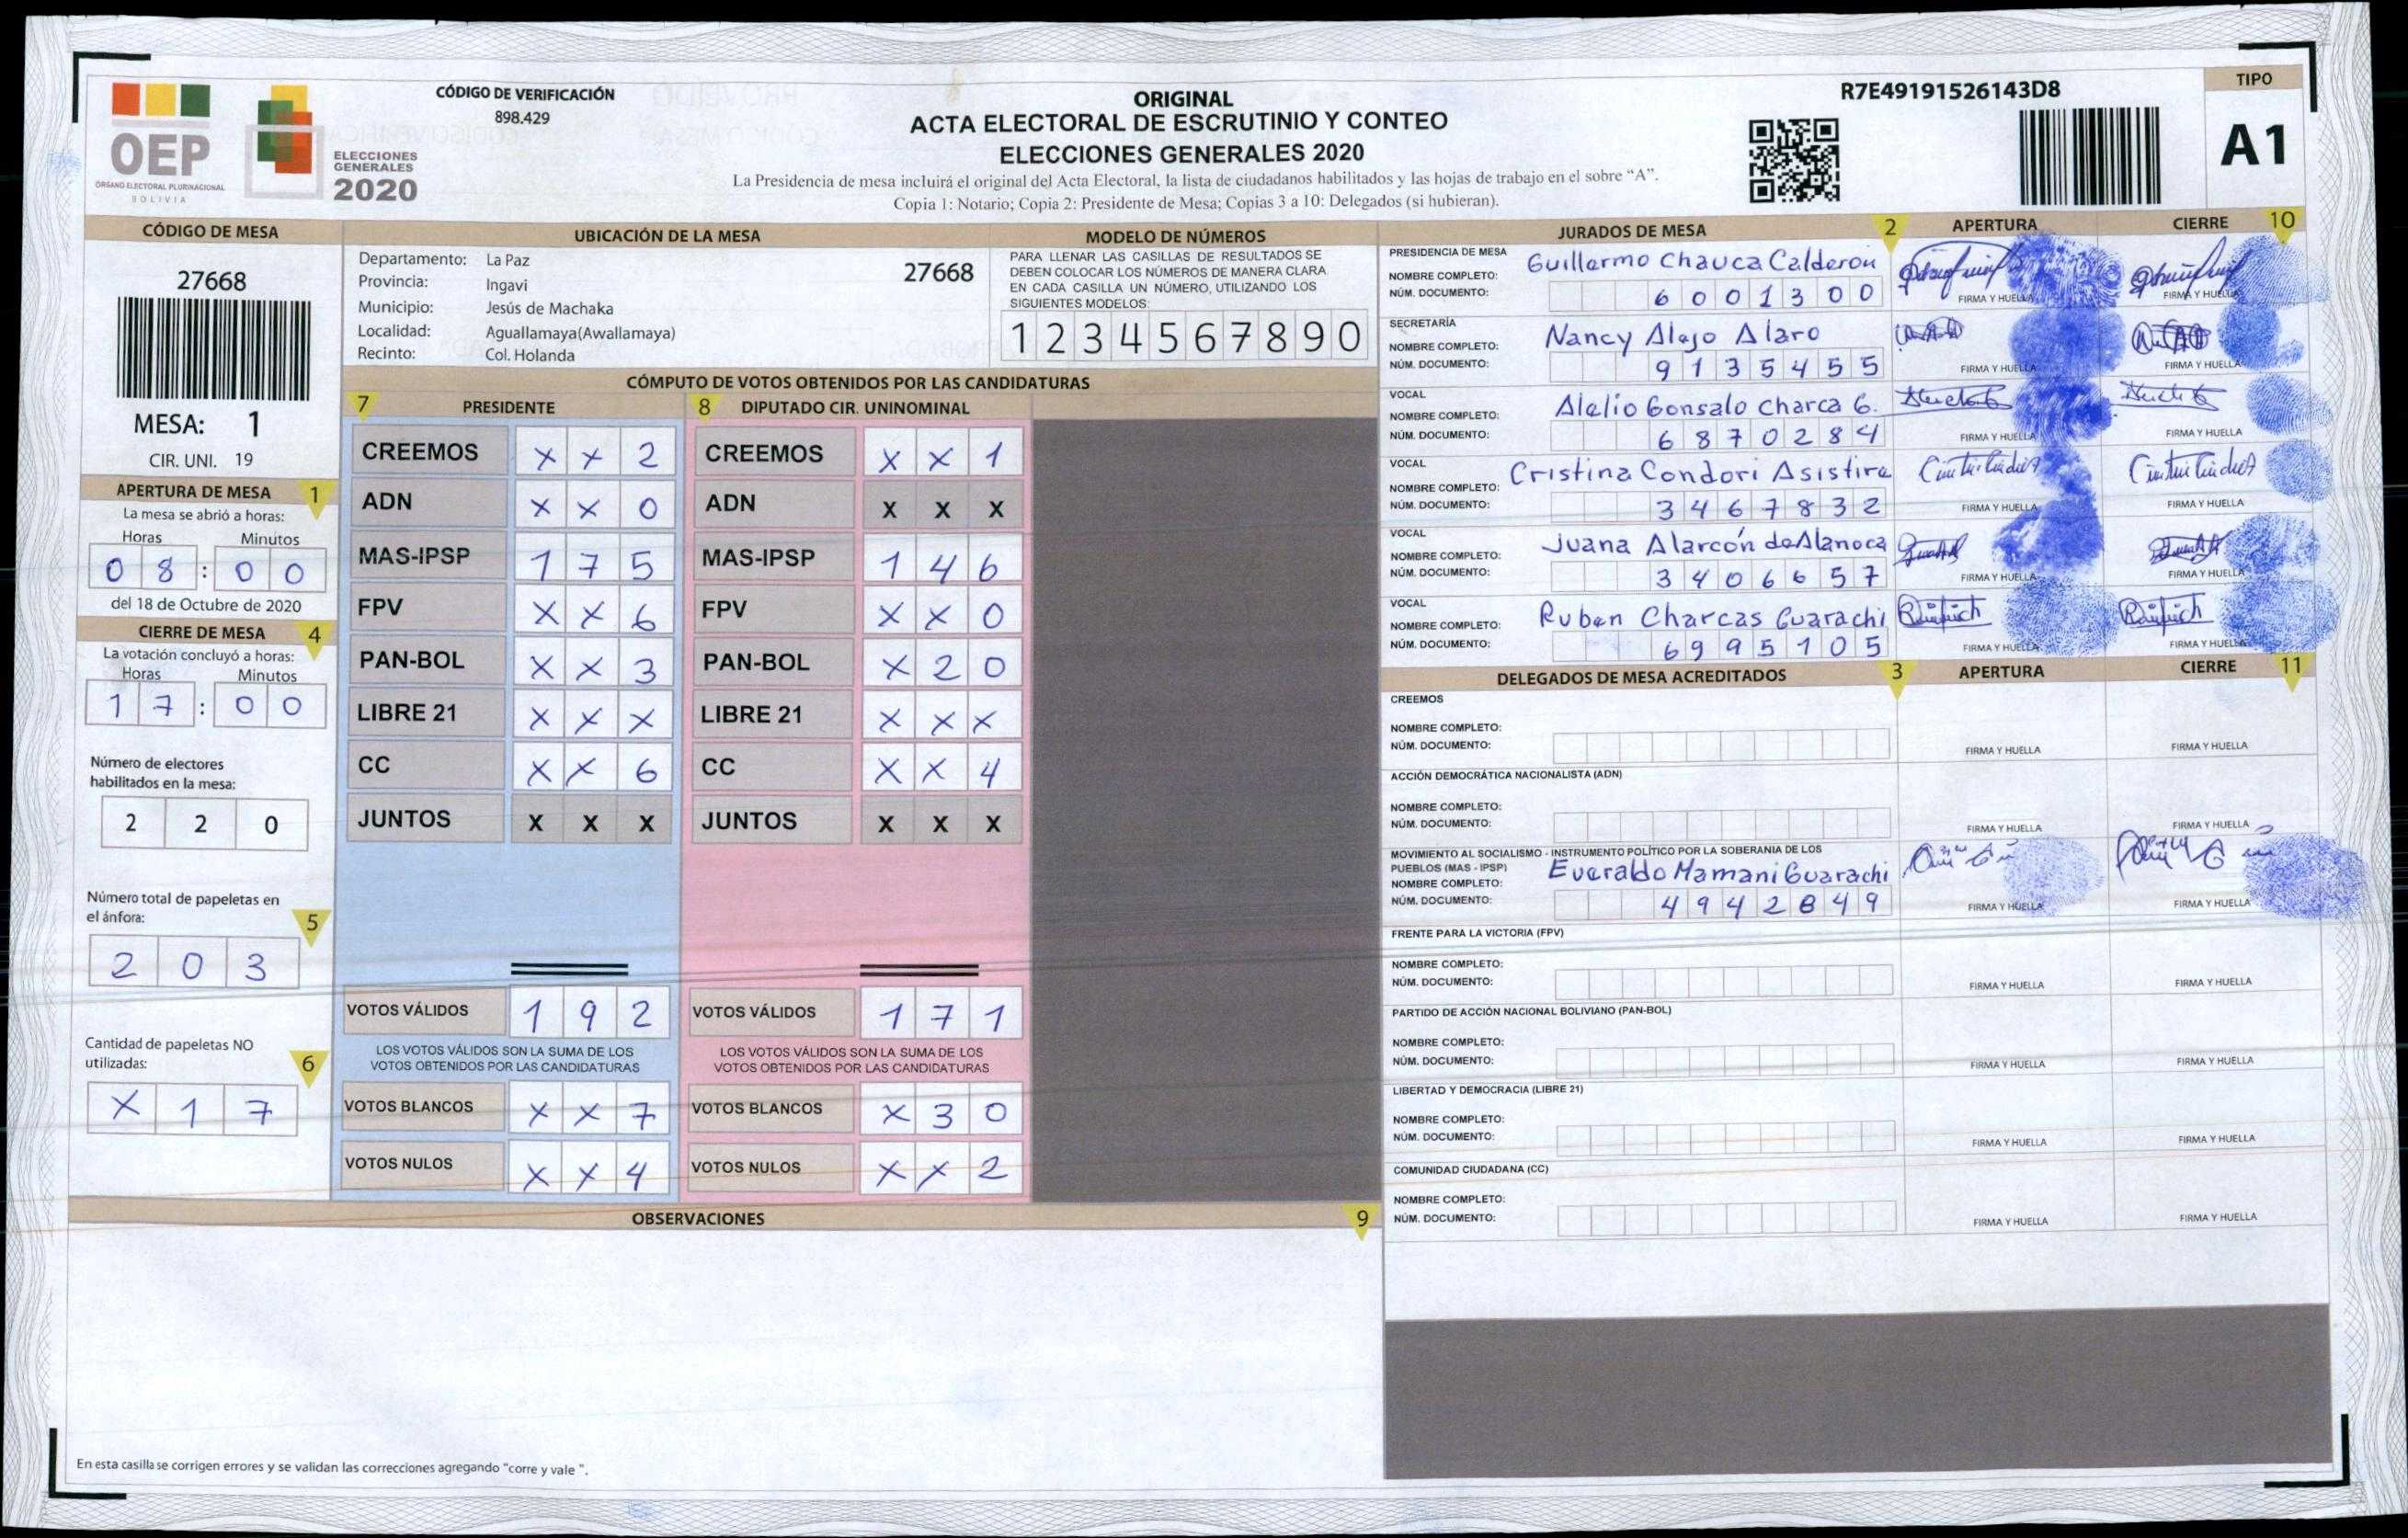 OEP
ÓRGANO ELECTORAL PLURINACIONAL
BOLIVIA
ELECCIONES
GENERALES
2020
CÓDIGO DE VERIFICACIÓN
898.429
ORIGINAL
ACTA ELECTORAL DE ESCRUTINIO Y CONTEO
ELECCIONES GENERALES 2020
La Presidencia de mesa incluirá el original del Acta Electoral, la lista de ciudadanos habilitados y las hojas de trabajo en el sobre “A”.
Copia 1: Notario; Copia 2: Presidente de Mesa; Copias 3 a 10: Delegados (si hubieran).
R7E49191526143D8
TIPO
A1
CÓDIGO DE MESA
27668
MESA: 1
CIR. UNI. 19
APERTURA DE MESA 1
La mesa se abrió a horas:
Horas Minutos
0 8 : 0 0
del 18 de Octubre de 2020
CIERRE DE MESA 4
La votación concluyó a horas:
Horas Minutos
1 7 : 0 0
Número de electores
habilitados en la mesa:
2 2 0
Número total de papeletas en
el ánfora: 5
2 0 3
Cantidad de papeletas NO
utilizadas: 6
X 1 7
UBICACIÓN DE LA MESA
Departamento: La Paz
27668
Provincia: Ingavi
Municipio: Jesús de Machaka
Localidad: Aguallamaya(Awallamaya)
Recinto: Col. Holanda
MODELO DE NÚMEROS
PARA LLENAR LAS CASILLAS DE RESULTADOS SE
DEBEN COLOCAR LOS NÚMEROS DE MANERA CLARA
EN CADA CASILLA UN NÚMERO, UTILIZANDO LOS
SIGUIENTES MODELOS:
1 2 3 4 5 6 7 8 9 0
CÓMPUTO DE VOTOS OBTENIDOS POR LAS CANDIDATURAS
7 PRESIDENTE
CREEMOS X X 2
ADN X X 0
MAS-IPSP 1 7 5
FPV X X 6
PAN-BOL X X 3
LIBRE 21 X X X
CC X X 6
JUNTOS X X X
VOTOS VÁLIDOS 1 9 2
LOS VOTOS VÁLIDOS SON LA SUMA DE LOS
VOTOS OBTENIDOS POR LAS CANDIDATURAS
VOTOS BLANCOS X X 7
VOTOS NULOS X X 4
8 DIPUTADO CIR. UNINOMINAL
CREEMOS X X 1
ADN X X X
MAS-IPSP 1 4 6
FPV X X 0
PAN-BOL X 2 0
LIBRE 21 X X X
CC X X 4
JUNTOS X X X
VOTOS VÁLIDOS 1 7 1
LOS VOTOS VÁLIDOS SON LA SUMA DE LOS
VOTOS OBTENIDOS POR LAS CANDIDATURAS
VOTOS BLANCOS X 3 0
VOTOS NULOS X X 2
OBSERVACIONES 9
En esta casilla se corrigen errores y se validan las correcciones agregando "corre y vale ".
JURADOS DE MESA 2 APERTURA CIERRE 10
PRESIDENCIA DE MESA
NOMBRE COMPLETO: Guillermo Chauca Calderon
NÚM. DOCUMENTO: 6 0 0 1 3 0 0
FIRMA Y HUELLA FIRMA Y HUELLA
SECRETARÍA
NOMBRE COMPLETO: Nancy Alejo Alaro
NÚM. DOCUMENTO: 9 1 3 5 4 5 5
FIRMA Y HUELLA FIRMA Y HUELLA
VOCAL
NOMBRE COMPLETO: Gonsalo Charca G.
NÚM. DOCUMENTO: 6 8 7 0 2 8 4
FIRMA Y HUELLA FIRMA Y HUELLA
VOCAL
NOMBRE COMPLETO: Cristina Condori Asistire
NÚM. DOCUMENTO: 3 4 6 7 8 3 2
FIRMA Y HUELLA FIRMA Y HUELLA
VOCAL
NOMBRE COMPLETO: Juana Alarcón de Alanoca
NÚM. DOCUMENTO: 3 4 0 6 6 5 7
FIRMA Y HUELLA FIRMA Y HUELLA
VOCAL
NOMBRE COMPLETO: Ruben Charcas Guarachi
NÚM. DOCUMENTO: 6 9 9 5 1 0 5
FIRMA Y HUELLA FIRMA Y HUELLA
DELEGADOS DE MESA ACREDITADOS 3 APERTURA CIERRE 11
CREEMOS
NOMBRE COMPLETO:
NÚM. DOCUMENTO:
FIRMA Y HUELLA FIRMA Y HUELLA
ACCIÓN DEMOCRÁTICA NACIONALISTA (ADN)
NOMBRE COMPLETO:
NÚM. DOCUMENTO:
FIRMA Y HUELLA FIRMA Y HUELLA
MOVIMIENTO AL SOCIALISMO - INSTRUMENTO POLÍTICO POR LA SOBERANIA DE LOS
PUEBLOS (MAS - IPSP)
NOMBRE COMPLETO: Everaldo Mamani Guarachi
NÚM. DOCUMENTO: 4 9 4 2 8 4 9
FIRMA Y HUELLA FIRMA Y HUELLA
FRENTE PARA LA VICTORIA (FPV)
NOMBRE COMPLETO:
NÚM. DOCUMENTO:
FIRMA Y HUELLA FIRMA Y HUELLA
PARTIDO DE ACCIÓN NACIONAL BOLIVIANO (PAN-BOL)
NOMBRE COMPLETO:
NÚM. DOCUMENTO:
FIRMA Y HUELLA FIRMA Y HUELLA
LIBERTAD Y DEMOCRACIA (LIBRE 21)
NOMBRE COMPLETO:
NÚM. DOCUMENTO:
FIRMA Y HUELLA FIRMA Y HUELLA
COMUNIDAD CIUDADANA (CC)
NOMBRE COMPLETO:
NÚM. DOCUMENTO:
FIRMA Y HUELLA FIRMA Y HUELLA